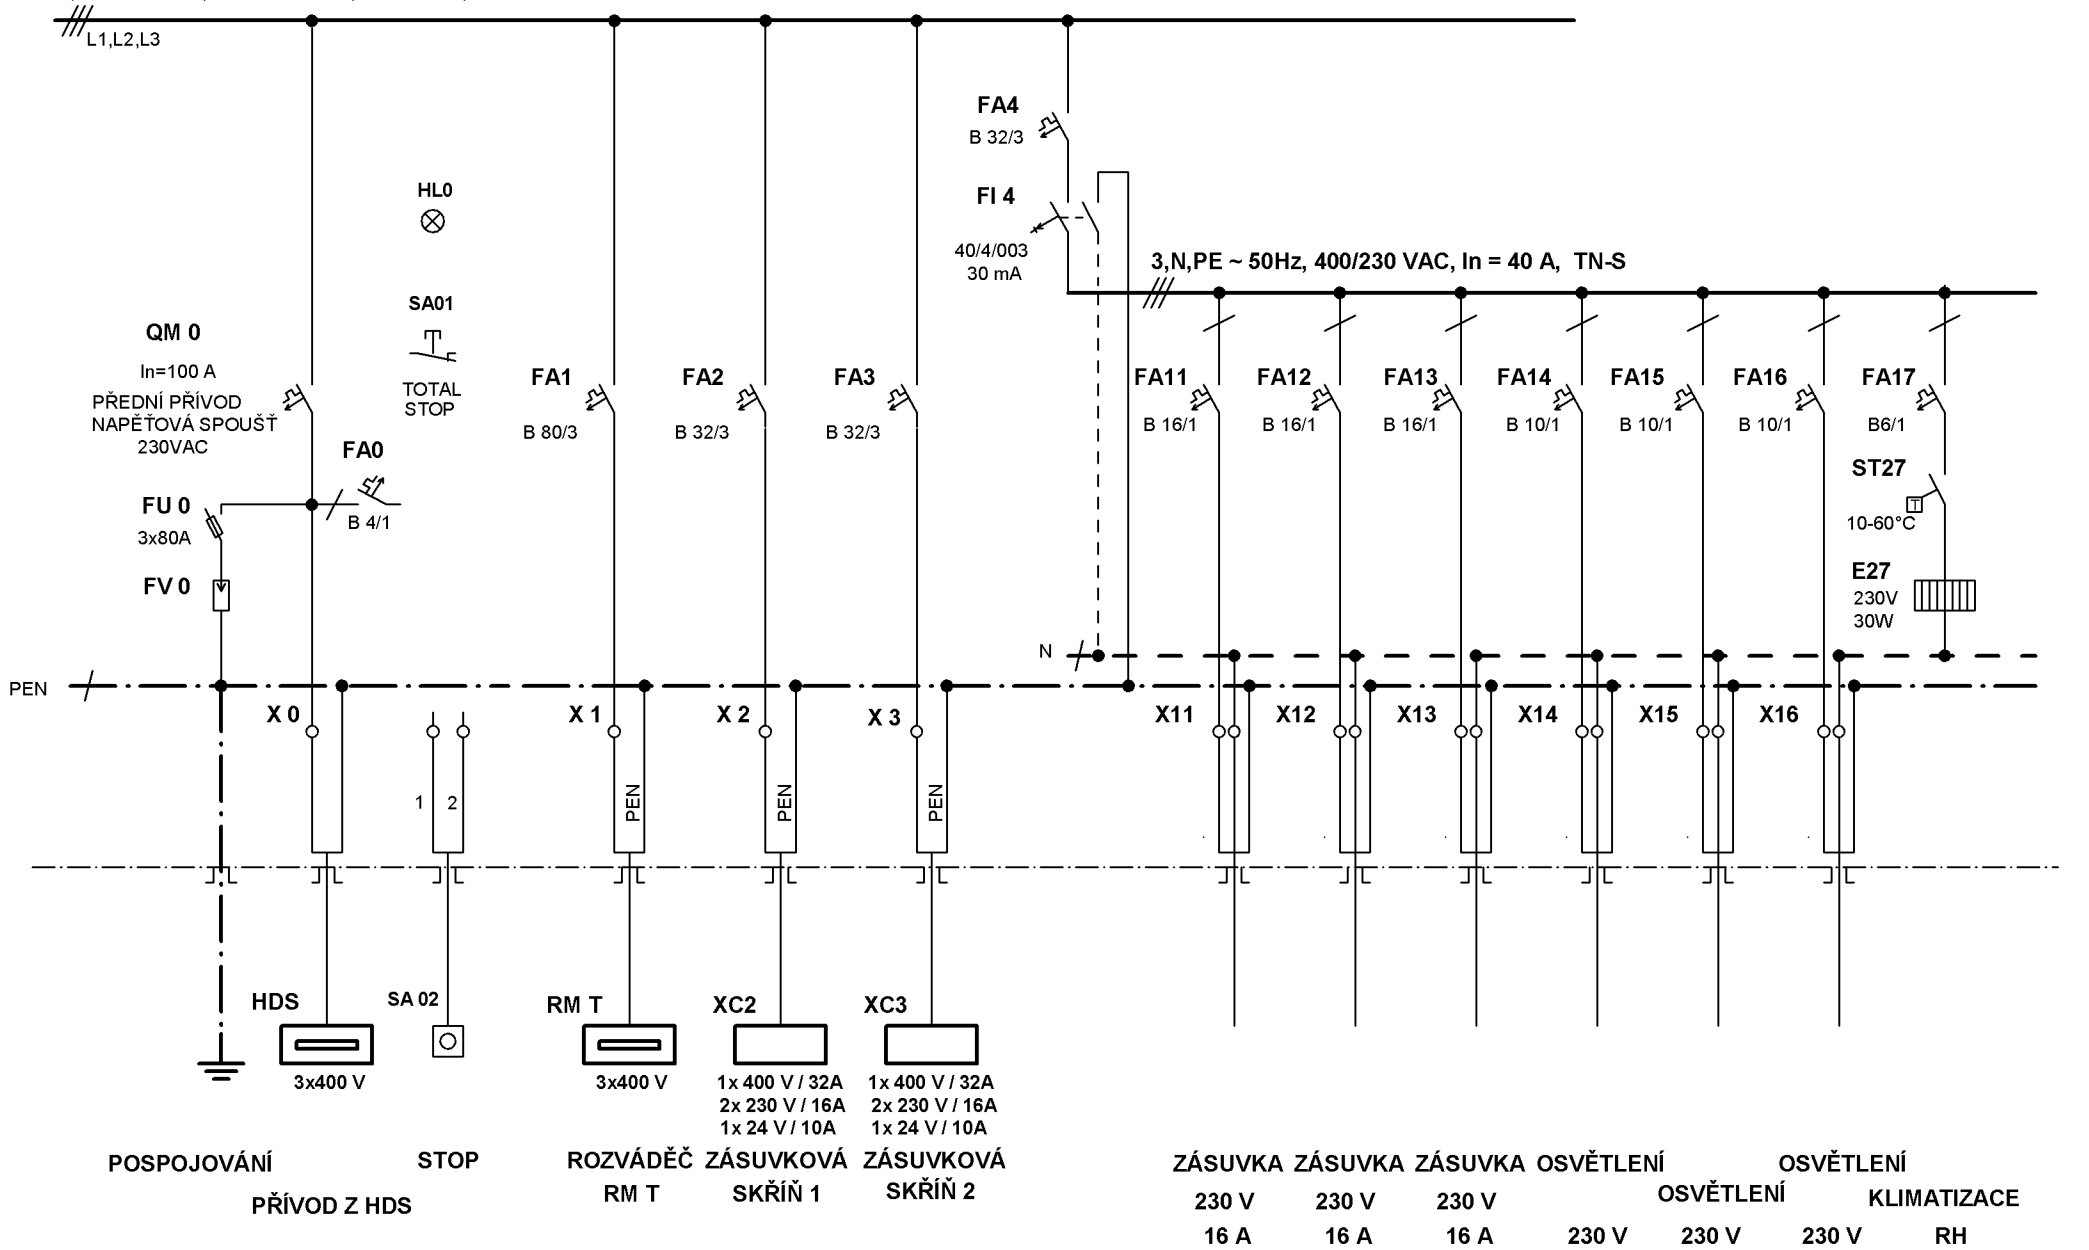 L1,L2,L3
FA4
B 32/3
HL0
FI 4
40/4/003
30 mA
3,N,PE ~ 50Hz, 400/230 VAC, In = 40 A, TN-S
SA01
TOTAL
STOP
QM 0
In=100 A
PŘEDNÍ PŘÍVOD
NAPĚŤOVÁ SPOUŠŤ
230VAC
FA0
B 4/1
FU 0
3x80A
FV 0
FA1
B 80/3
FA2
B 32/3
FA3
B 32/3
FA11
B 16/1
FA12
B 16/1
FA13
B 16/1
FA14
B 10/1
FA15
B 10/1
FA16
B 10/1
FA17
B6/1
ST27
T
10-60°C
E27
230V
30W
N
PEN
X 0
X 1
X 2
X 3
X11
X12
X13
X14
X15
X16
1
2
PEN
PEN
PEN
HDS
3x400 V
SA 02
RM T
3x400 V
XC2
1x 400 V / 32A
2x 230 V / 16A
1x 24 V / 10A
XC3
1x 400 V / 32A
2x 230 V / 16A
1x 24 V / 10A
POSPOJOVÁNÍ
PŘÍVOD Z HDS
STOP
ROZVÁDĚČ
RM T
ZÁSUVKOVÁ
SKŘÍŇ 1
ZÁSUVKOVÁ
SKŘÍŇ 2
ZÁSUVKA
230 V
16 A
ZÁSUVKA
230 V
16 A
ZÁSUVKA
230 V
16 A
OSVĚTLENÍ
230 V
OSVĚTLENÍ
230 V
OSVĚTLENÍ
230 V
KLIMATIZACE
RH